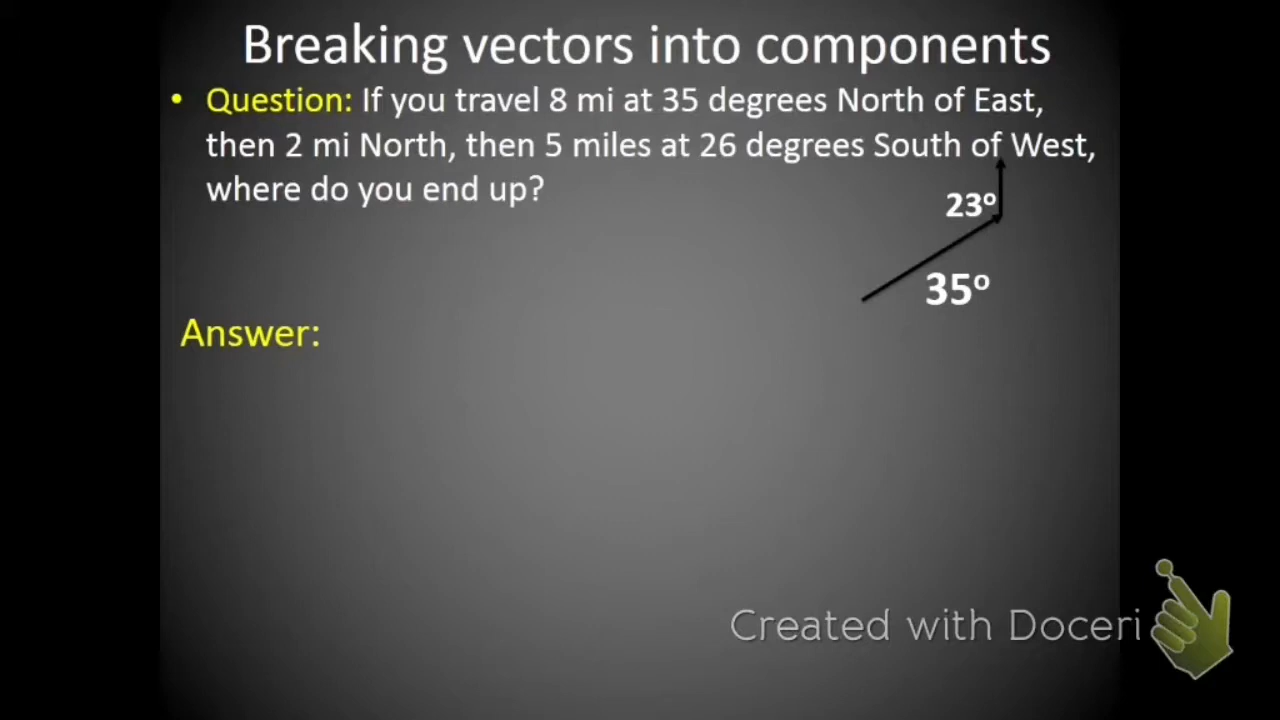 Breaking vectors into components
• Question: If you travel 8 mi at 35 degrees North of East,
then 2 mi North, then 5 miles at 26 degrees South of West,
where do you end up?
23º
35º
Answer:
Created with Doceri